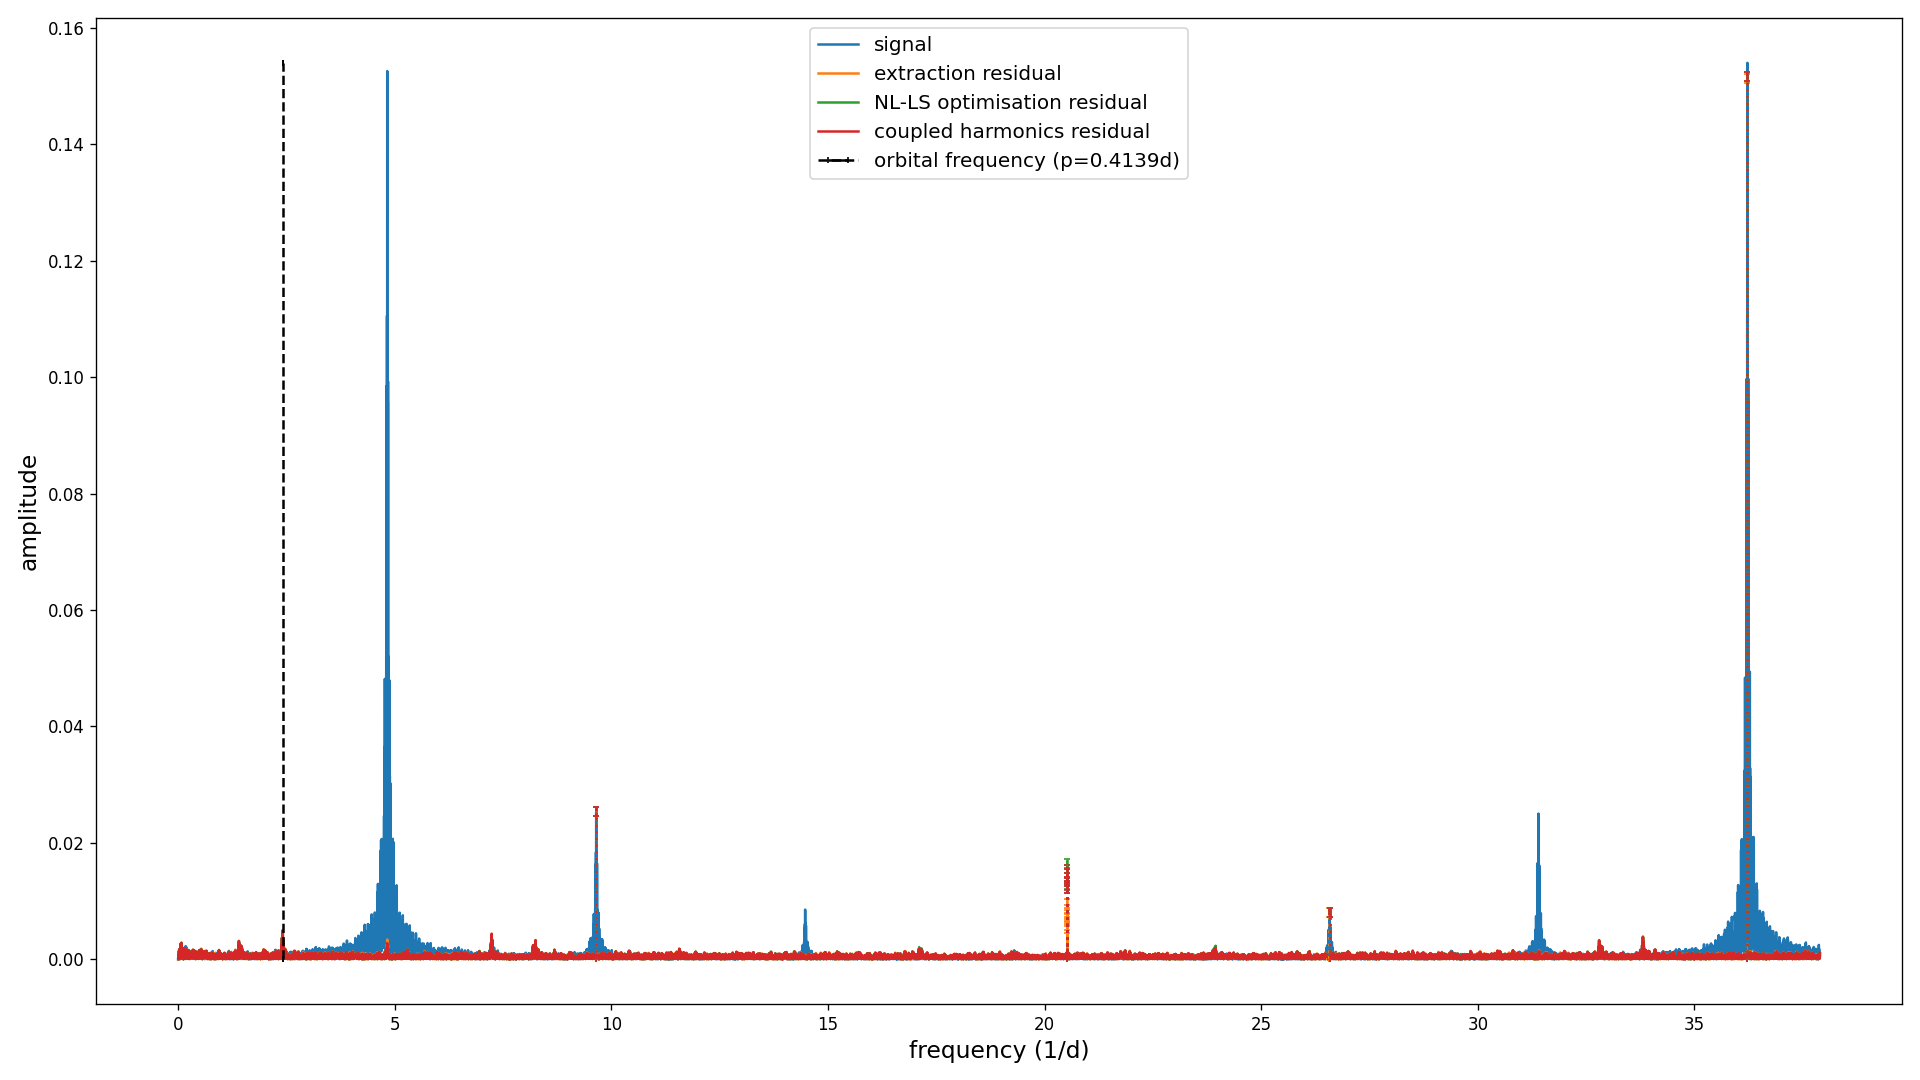 0.16
0.14
0.12
0.10
0.08
0.06
0.04
0.02
0.00
amplitude
signal
extraction residual
NL-LS optimisation residual
coupled harmonics residual
orbital frequency (p=0.4139d)
0 5 10 15 20 25 30 35
frequency (1/d)